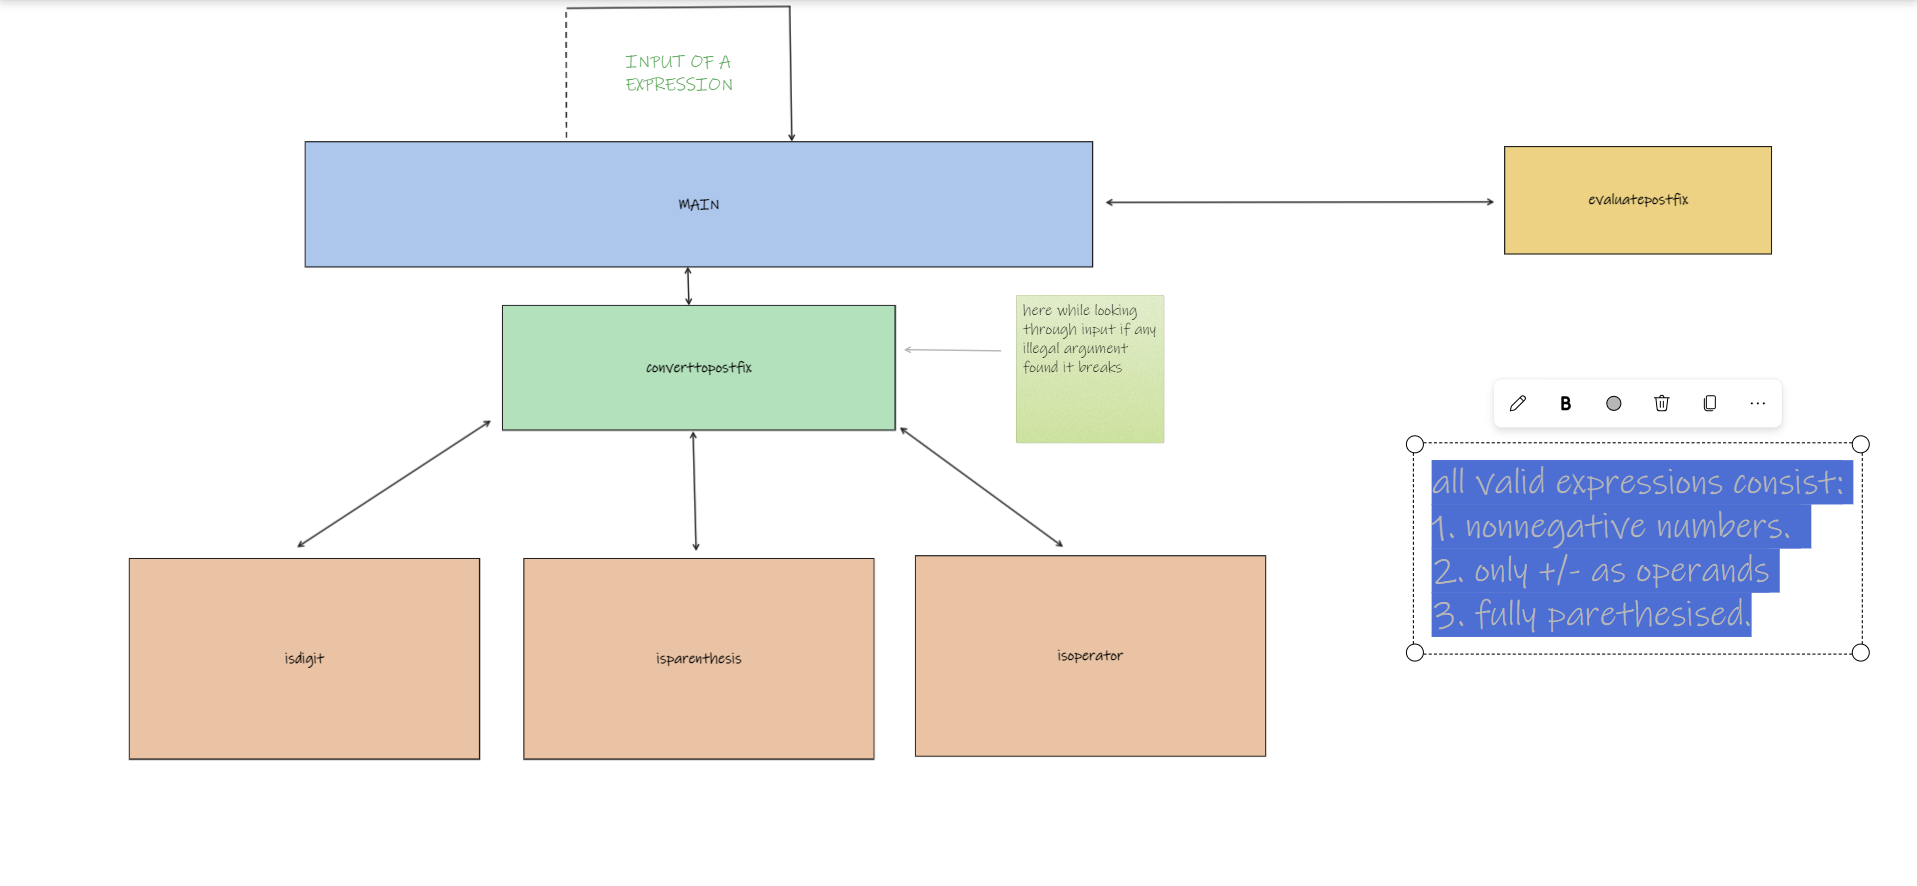 INPUT OF A
EXPRESSION
MAIN
evaluatepostfix
converttopostfix
here while looking
through input if any
illegal argument
found it breaks
B
all valid expressions consist:
1. nonnegative numbers.
2. only +/- as operands
3. fully parethesised.
isdigit
isparenthesis
isoperator